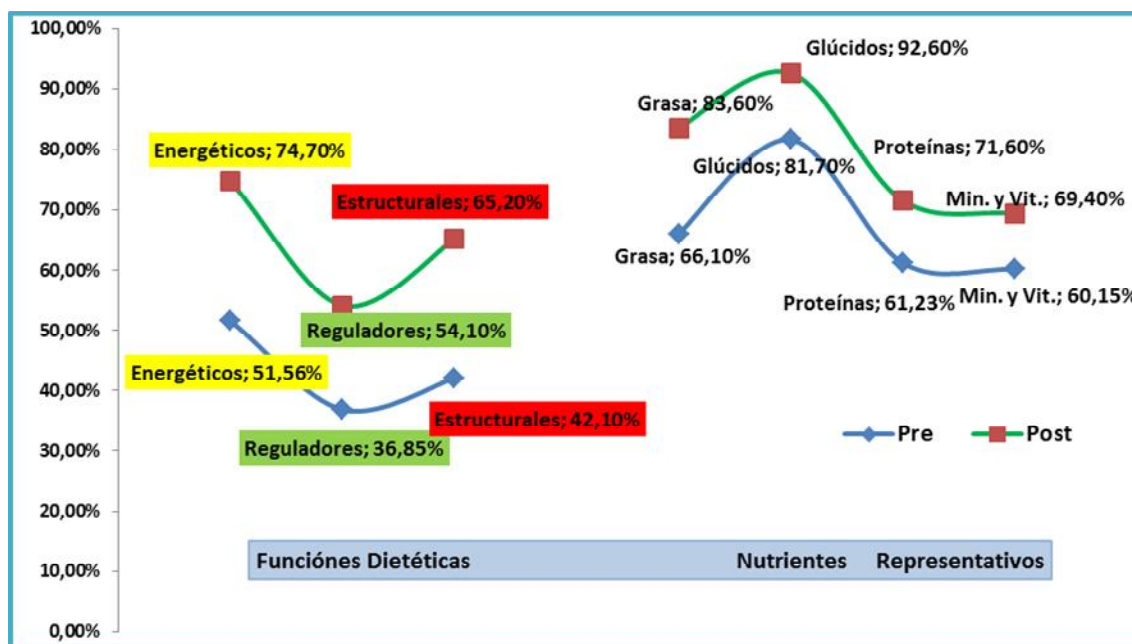 100,00%
90,00%
80,00%
70,00%
60,00%
50,00%
40,00%
30,00%
20,00%
10,00%
0,00%
Energéticos; 74,70%
Estructurales; 65,20%
Reguladores; 54,10%
Energéticos; 51,56%
Estructurales; 42,10%
Reguladores; 36,85%
Glúcidos; 92,60%
Grasa; 83,60%
Proteínas; 71,60%
Glúcidos; 81,70%
Min. y Vit.; 69,40%
Grasa; 66,10%
Proteínas; 61,23%
Min. y Vit.; 60,15%
Pre
Post
Funciónes Dietéticas Nutrientes Representativos